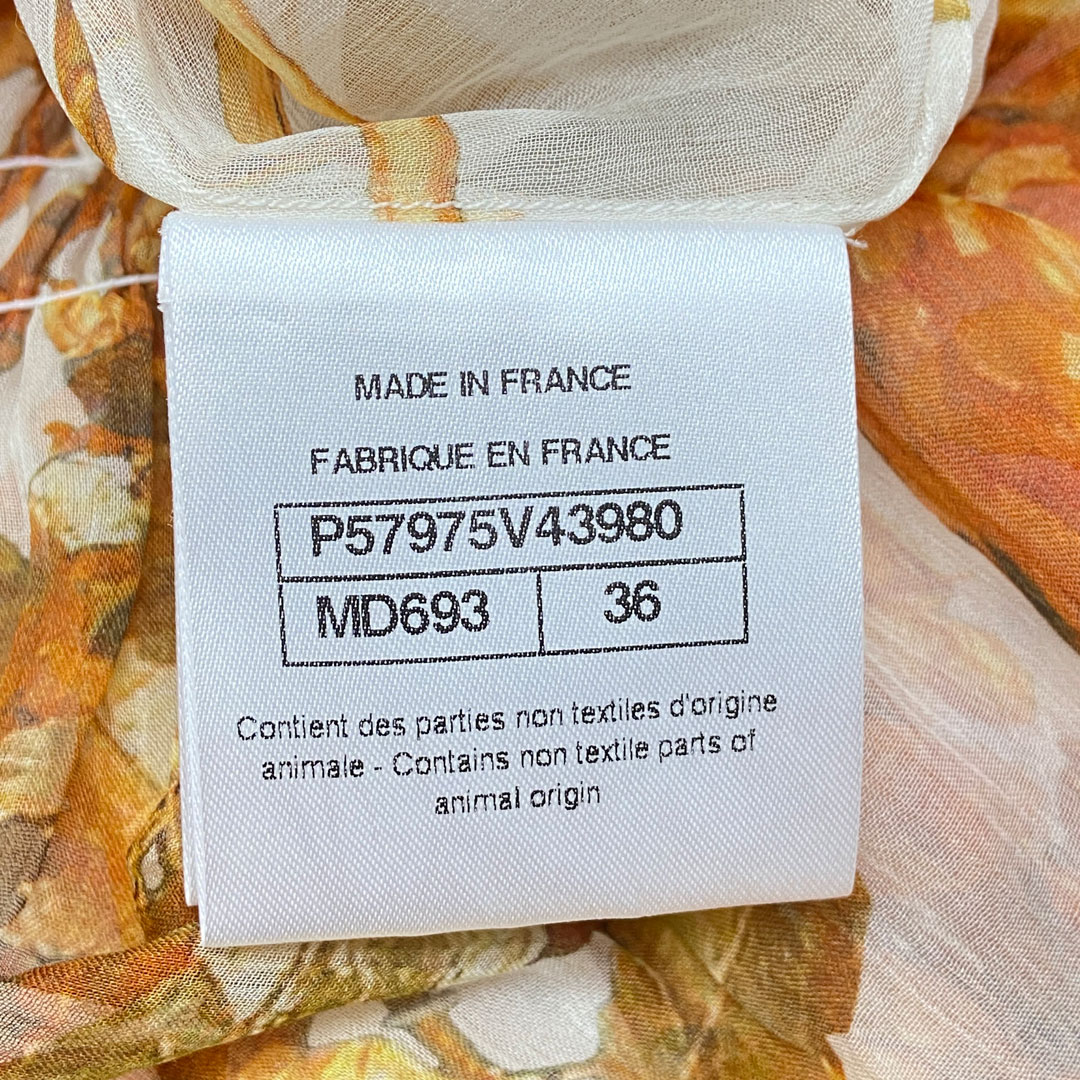 MADE IN FRANCE
FABRIQUE EN FRANCE
P57975V43980
MD693 36
Contient des parties non textiles d'origine
animale - Contains non textile parts of
animal origin